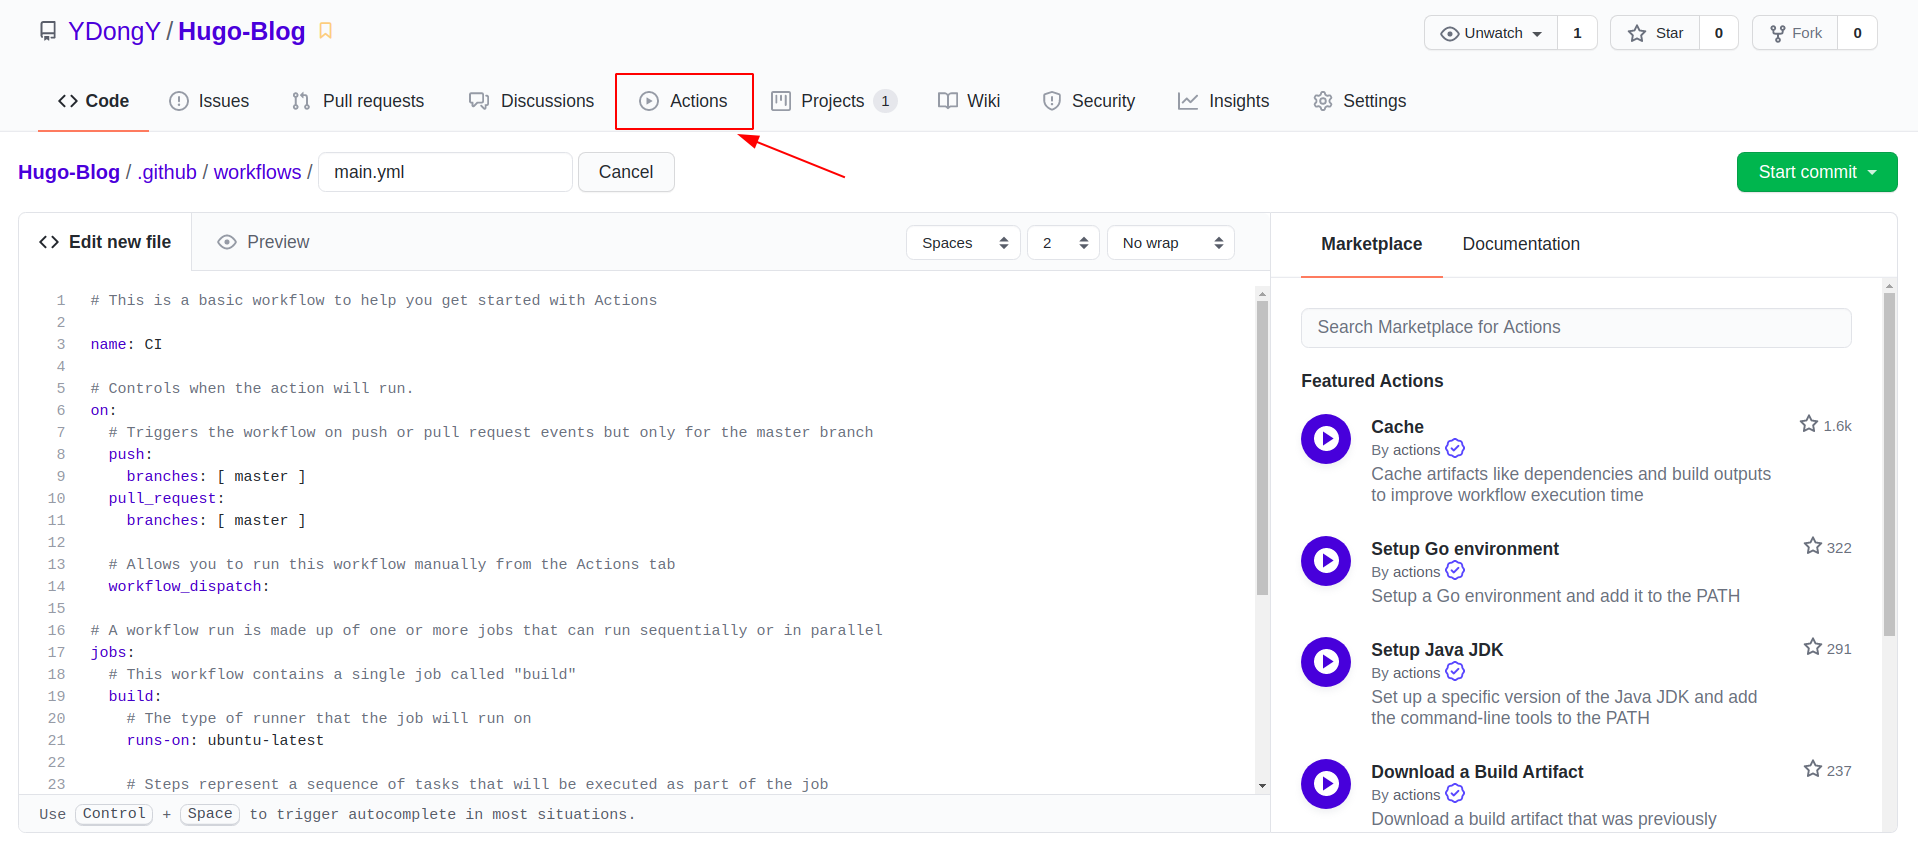 YDongY / Hugo-Blog
Unwatch 1 Star 0 Fork 0
Code Issues Pull requests Discussions Actions Projects 1 Wiki Security Insights Settings
Hugo-Blog / .github / workflows / main.yml Cancel Start commit
Edit new file Preview Spaces 2 No wrap
1 # This is a basic workflow to help you get started with Actions
2
3 name: CI
4
5 # Controls when the action will run.
6 on:
7   # Triggers the workflow on push or pull request events but only for the master branch
8   push:
9     branches: [ master ]
10   pull_request:
11     branches: [ master ]
12
13   # Allows you to run this workflow manually from the Actions tab
14   workflow_dispatch:
15
16 # A workflow run is made up of one or more jobs that can run sequentially or in parallel
17 jobs:
18   # This workflow contains a single job called "build"
19   build:
20     # The type of runner that the job will run on
21     runs-on: ubuntu-latest
22
23     # Steps represent a sequence of tasks that will be executed as part of the job
Use Control + Space to trigger autocomplete in most situations.
Marketplace Documentation
Search Marketplace for Actions
Featured Actions
Cache 1.6k
By actions
Cache artifacts like dependencies and build outputs
to improve workflow execution time
Setup Go environment 322
By actions
Setup a Go environment and add it to the PATH
Setup Java JDK 291
By actions
Set up a specific version of the Java JDK and add
the command-line tools to the PATH
Download a Build Artifact 237
By actions
Download a build artifact that was previously